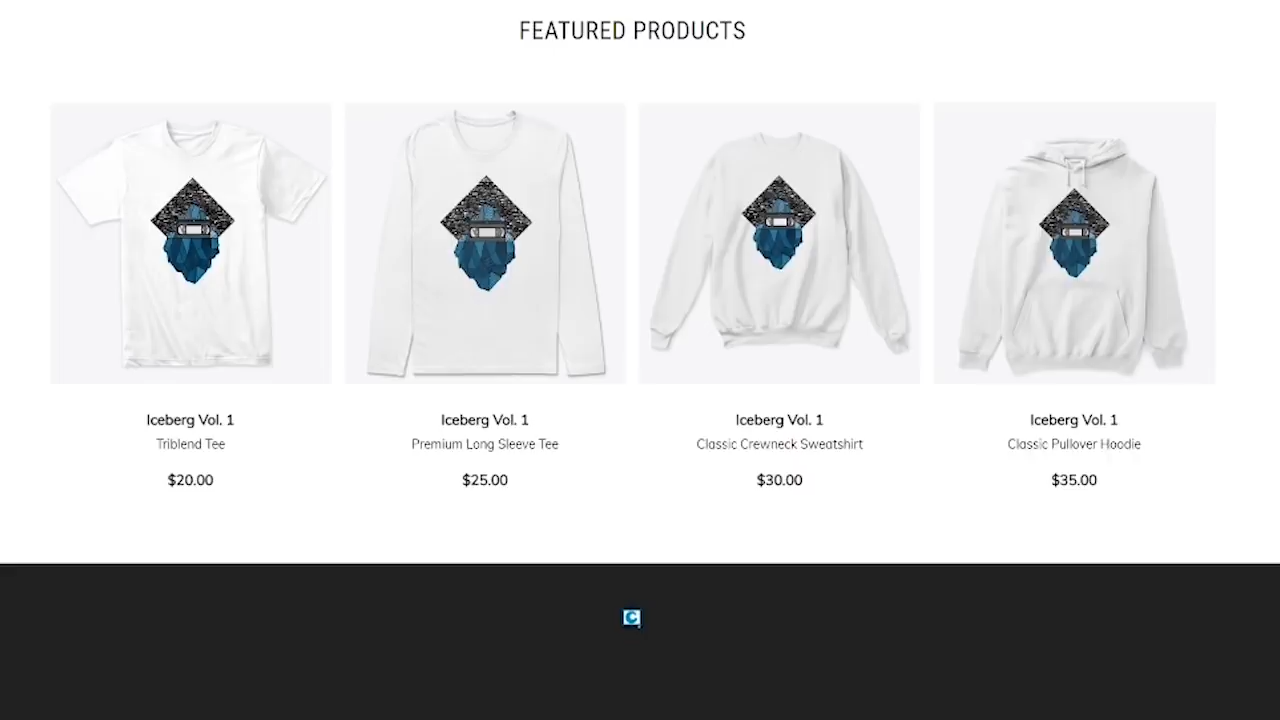 FEATURED PRODUCTS
Iceberg Vol. 1
Triblend Tee
$20.00
Iceberg Vol. 1
Premium Long Sleeve Tee
$25.00
Iceberg Vol. 1
Classic Crewneck Sweatshirt
$30.00
Iceberg Vol. 1
Classic Pullover Hoodie
$35.00
C